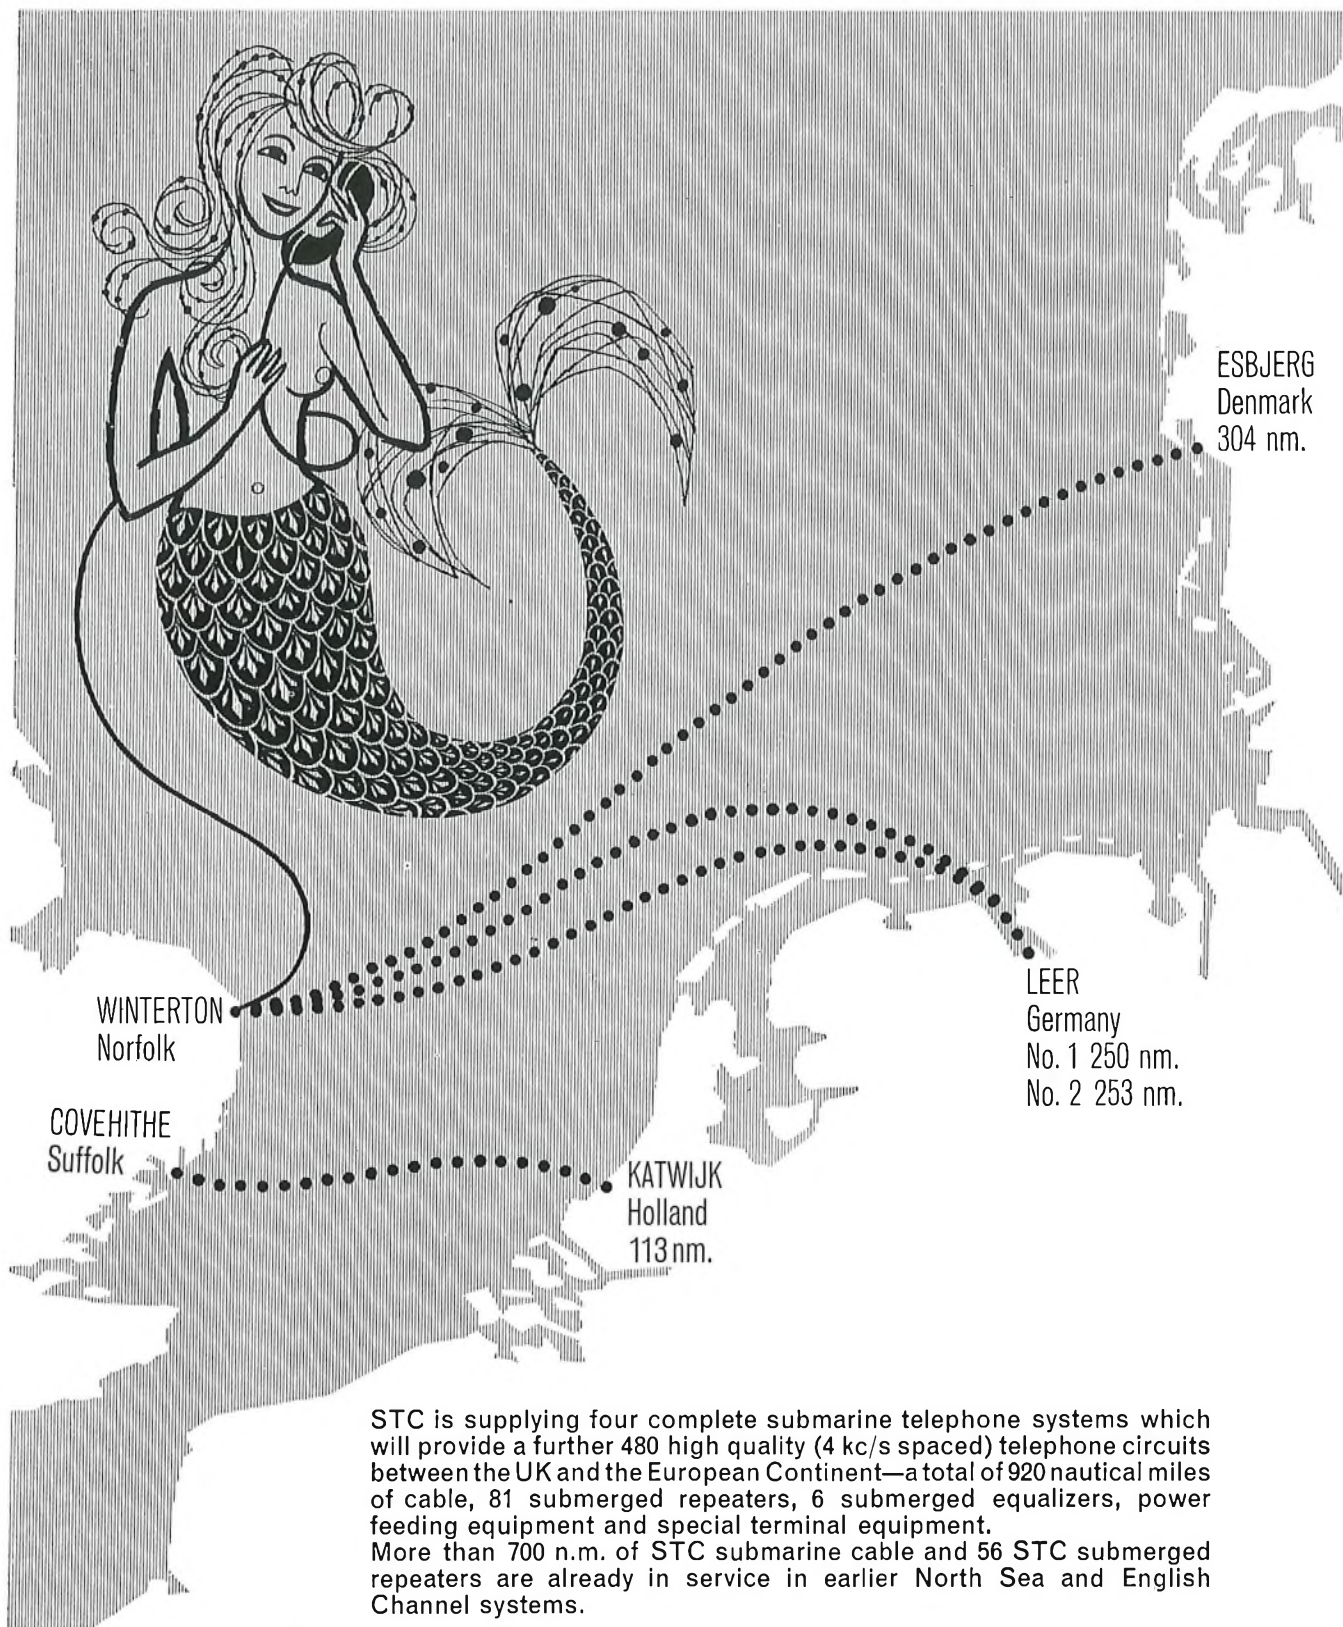 ESBJERG
Denmark
304 nm.
WINTERTON
Norfolk
LEER
Germany
No. 1 250 nm.
No. 2 253 nm.
COVEHITHE
Suffolk
KATWIJK
Holland
113 nm.
STC is supplying four complete submarine telephone systems which
will provide a further 480 high quality (4 kc/s spaced) telephone circuits
between the UK and the European Continent—a total of 920 nautical miles
of cable, 81 submerged repeaters, 6 submerged equalizers, power
feeding equipment and special terminal equipment.
More than 700 n.m. of STC submarine cable and 56 STC submerged
repeaters are already in service in earlier North Sea and English
Channel systems.